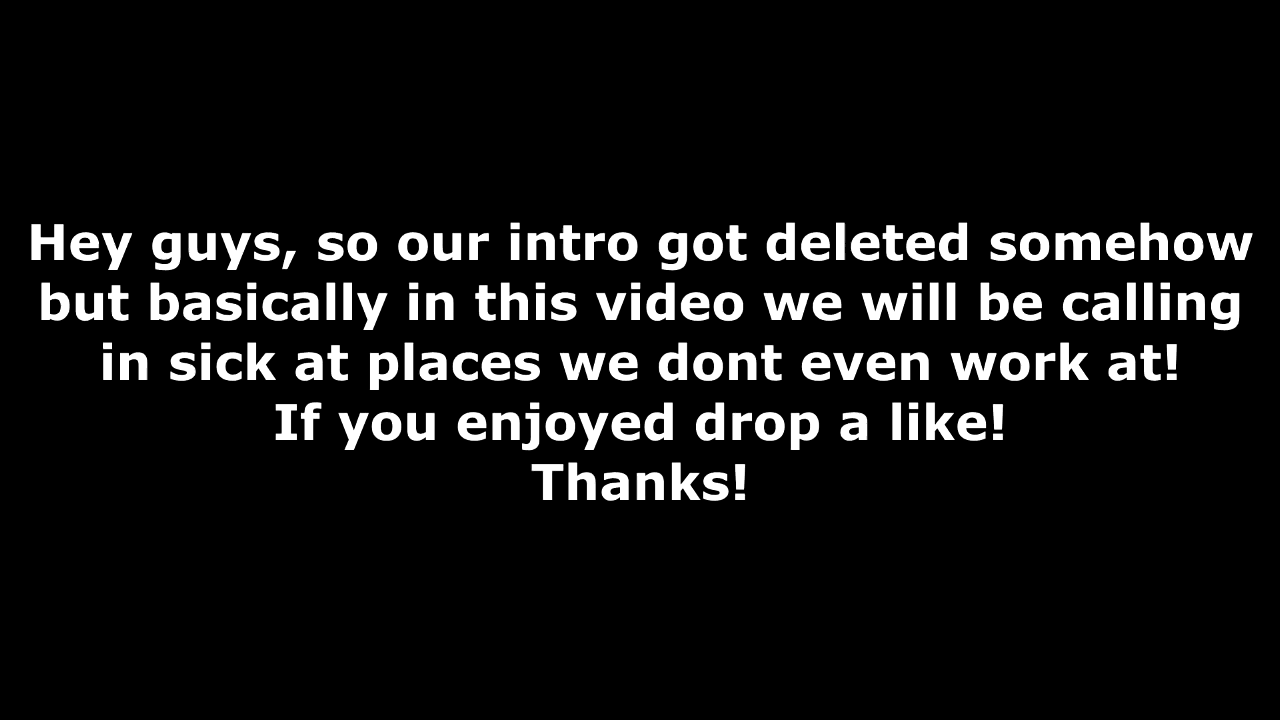 Hey guys, so our intro got deleted somehow
but basically in this video we will be calling
in sick at places we dont even work at!
If you enjoyed drop a like!
Thanks!